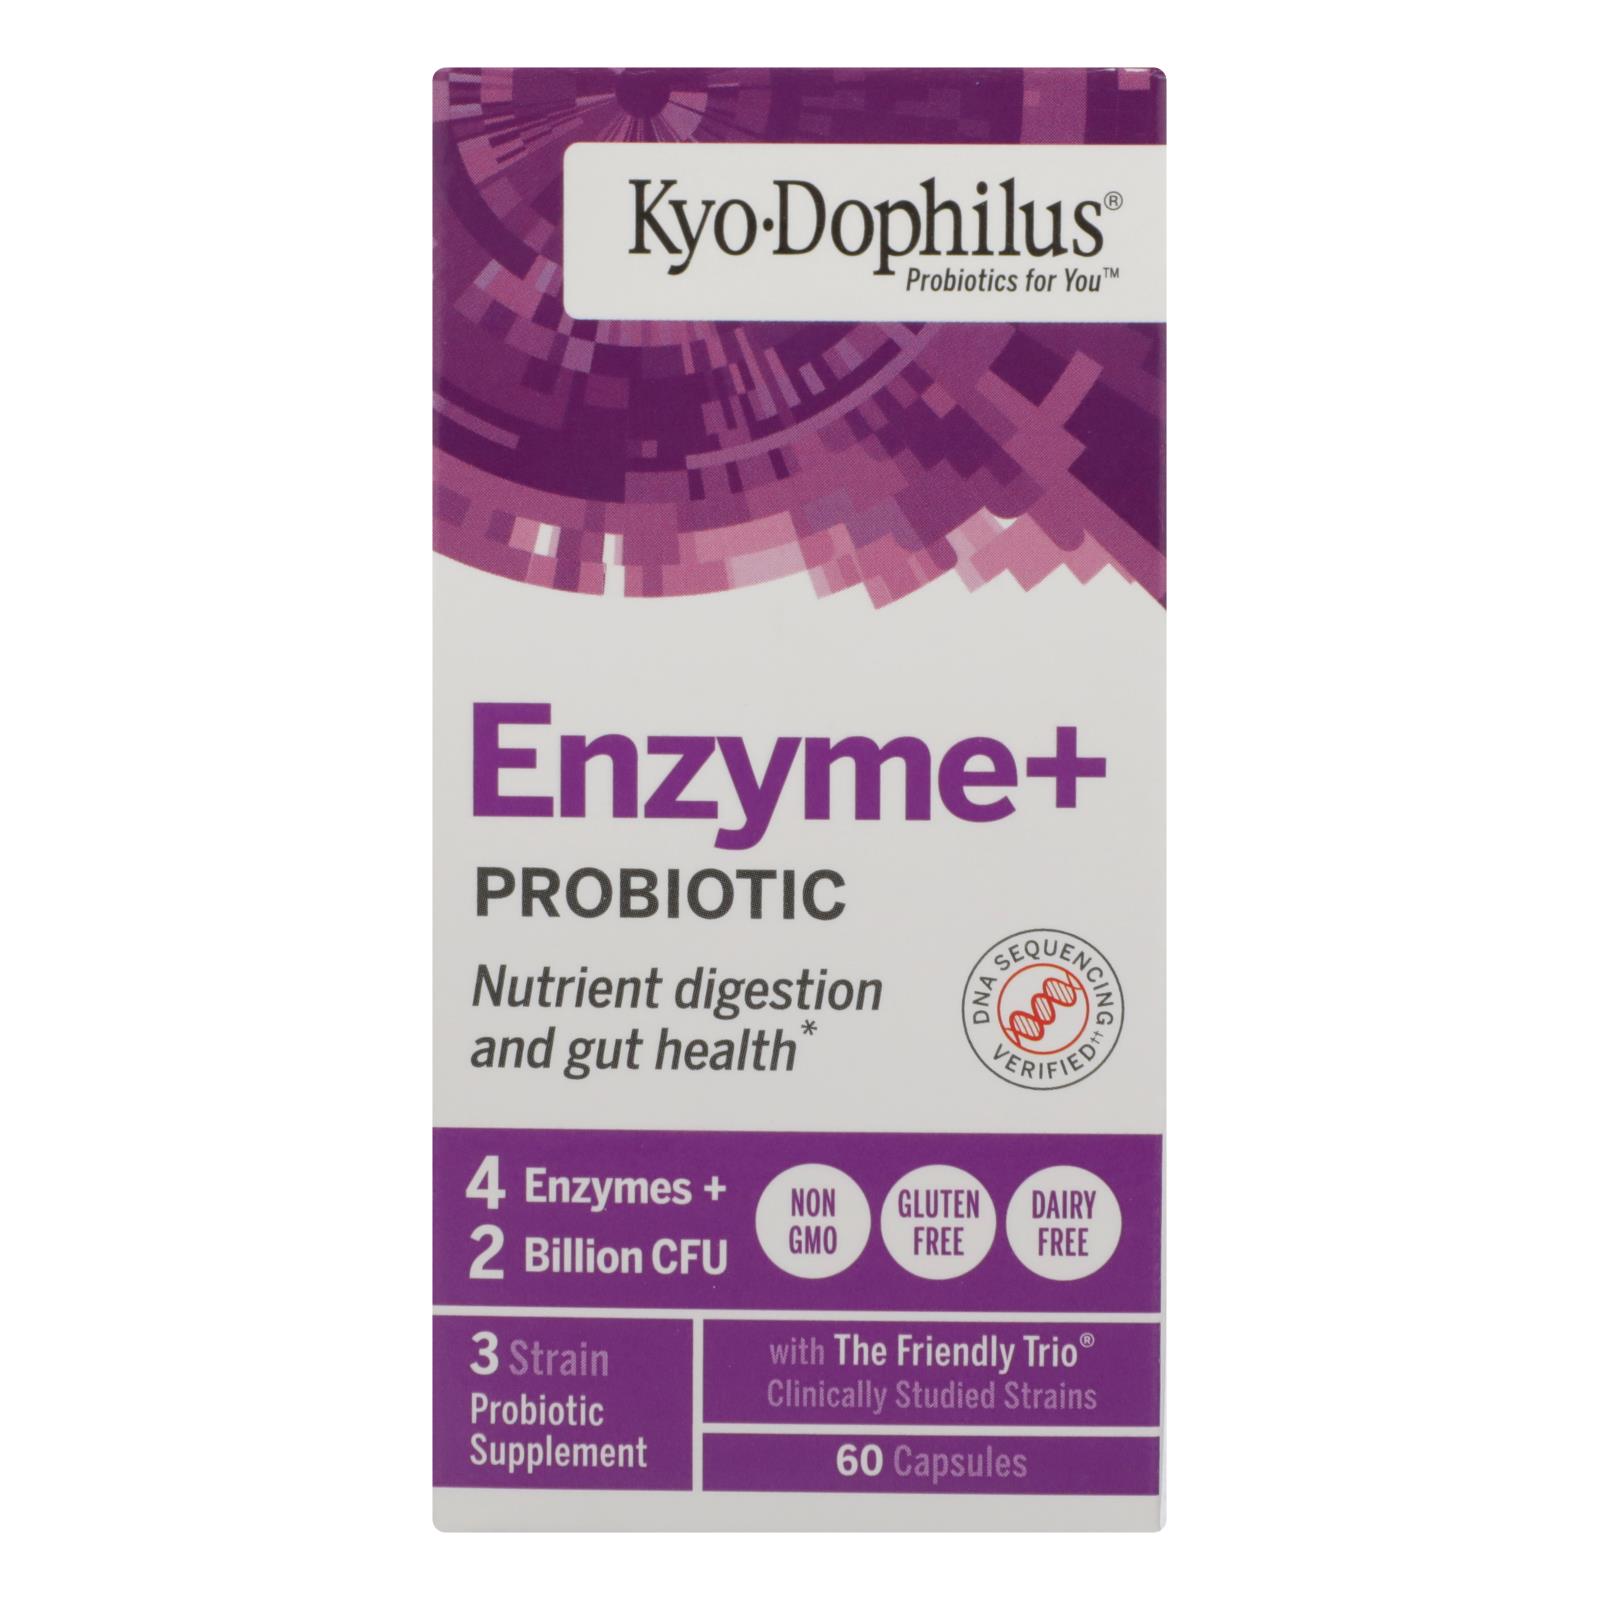 Kyo·Dophilus®
Probiotics for You™
Enzyme+
PROBIOTIC
Nutrient digestion
and gut health*
DNA SEQUENCING
VERIFIED††
4 Enzymes +
2 Billion CFU
NON
GMO
GLUTEN
FREE
DAIRY
FREE
3 Strain
Probiotic
Supplement
with The Friendly Trio®
Clinically Studied Strains
60 Capsules